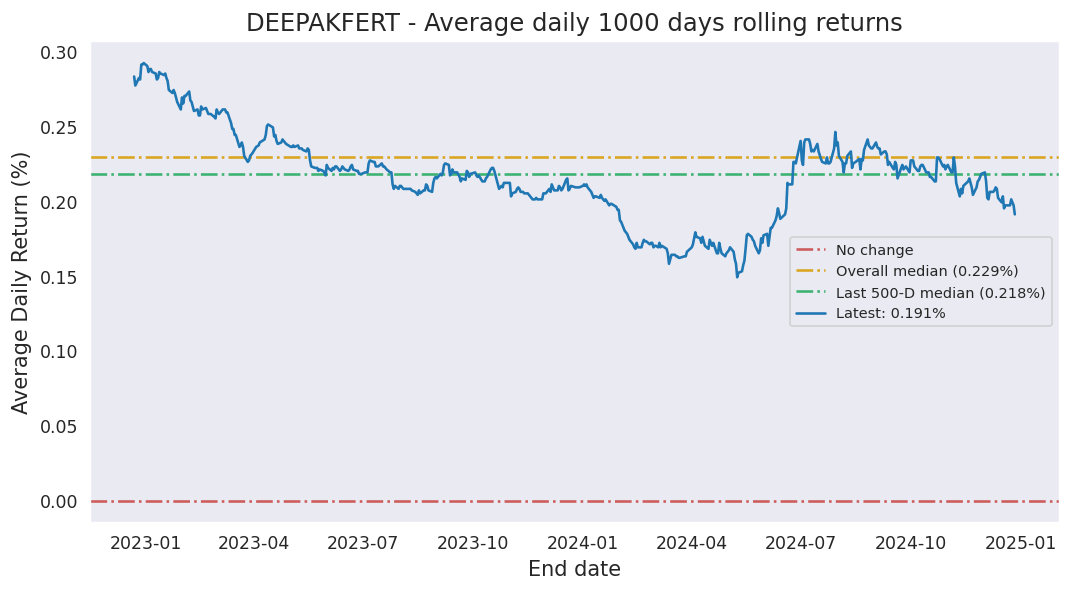 DEEPAKFERT - Average daily 1000 days rolling returns
Average Daily Return (%)
0.30
0.25
0.20
0.15
0.10
0.05
0.00
No change
Overall median (0.229%)
Last 500-D median (0.218%)
Latest: 0.191%
2023-01 2023-04 2023-07 2023-10 2024-01 2024-04 2024-07 2024-10 2025-01
End date